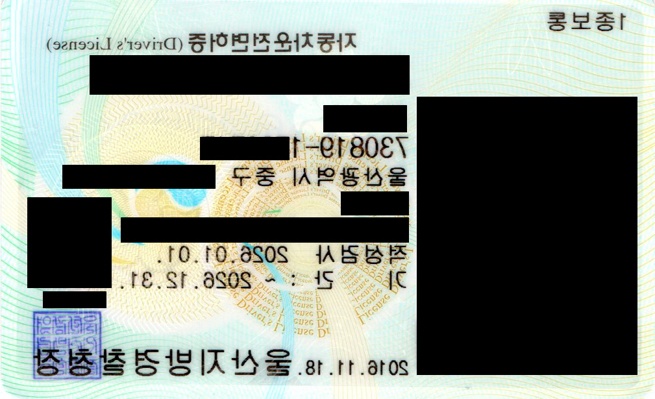 1종보통
자동차운전면허증 (Driver's License)
730819-1
울산광역시 중구
적성검사 2026.01.01.
기 간 : ~ 2026.12.31.
2016.11.18. 울산지방경찰청장